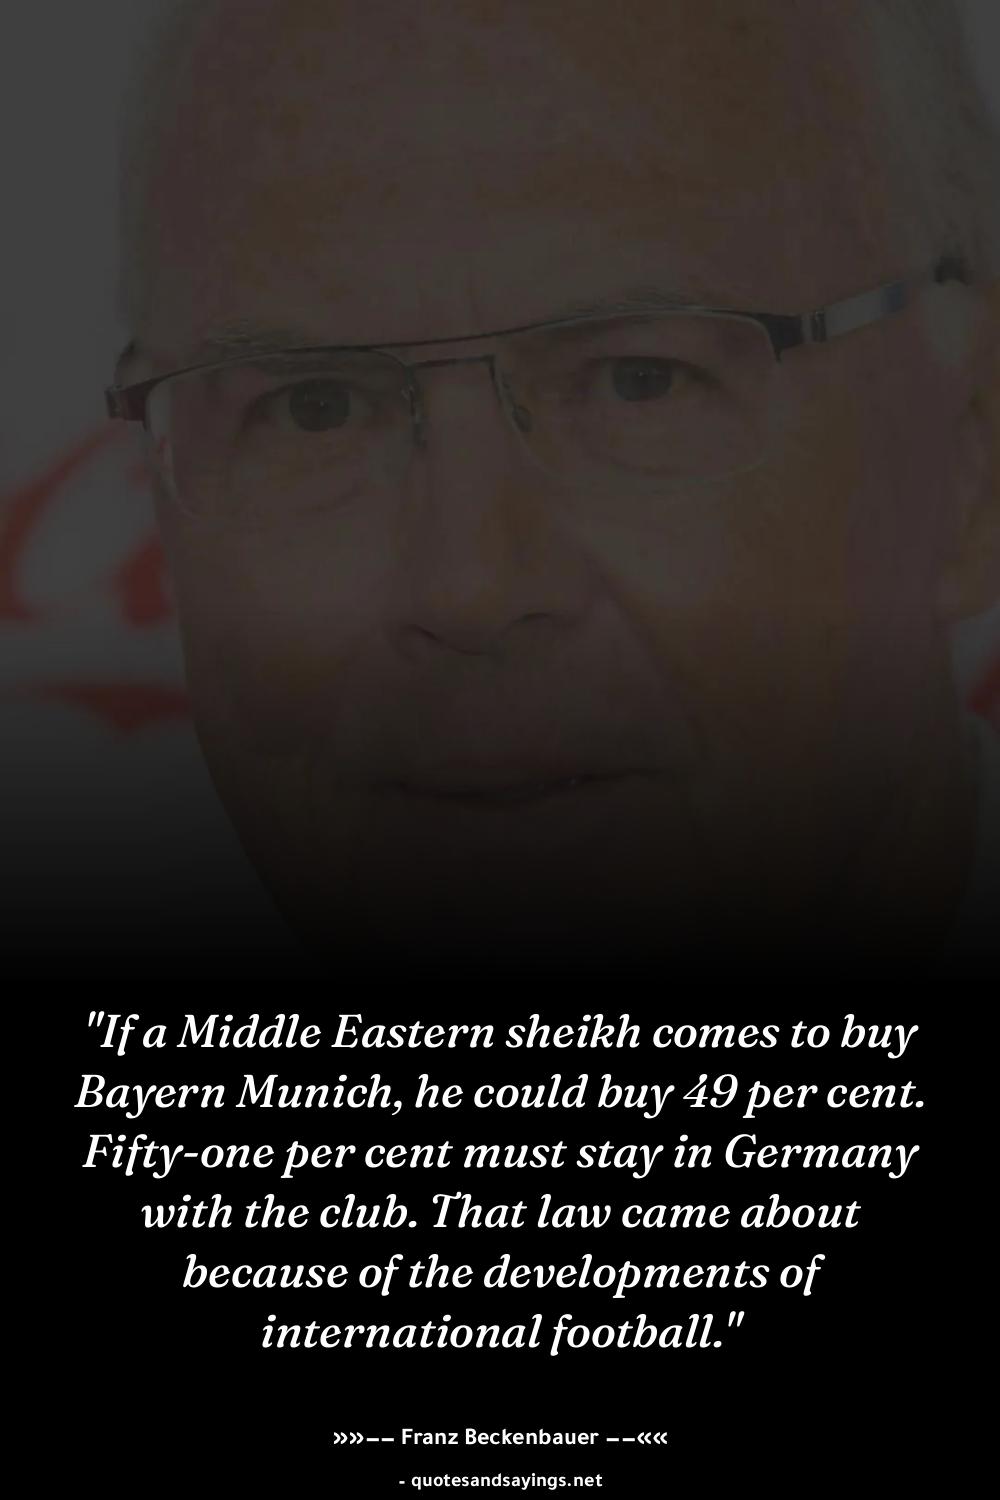 "If a Middle Eastern sheikh comes to buy
Bayern Munich, he could buy 49 per cent.
Fifty-one per cent must stay in Germany
with the club. That law came about
because of the developments of
international football."
»»−− Franz Beckenbauer −−««
- quotesandsayings.net